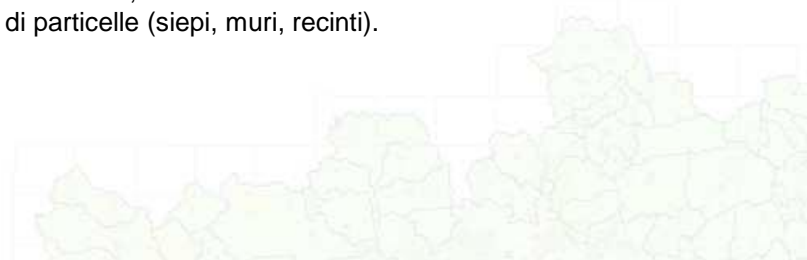 di particelle (siepi, muri, recinti).